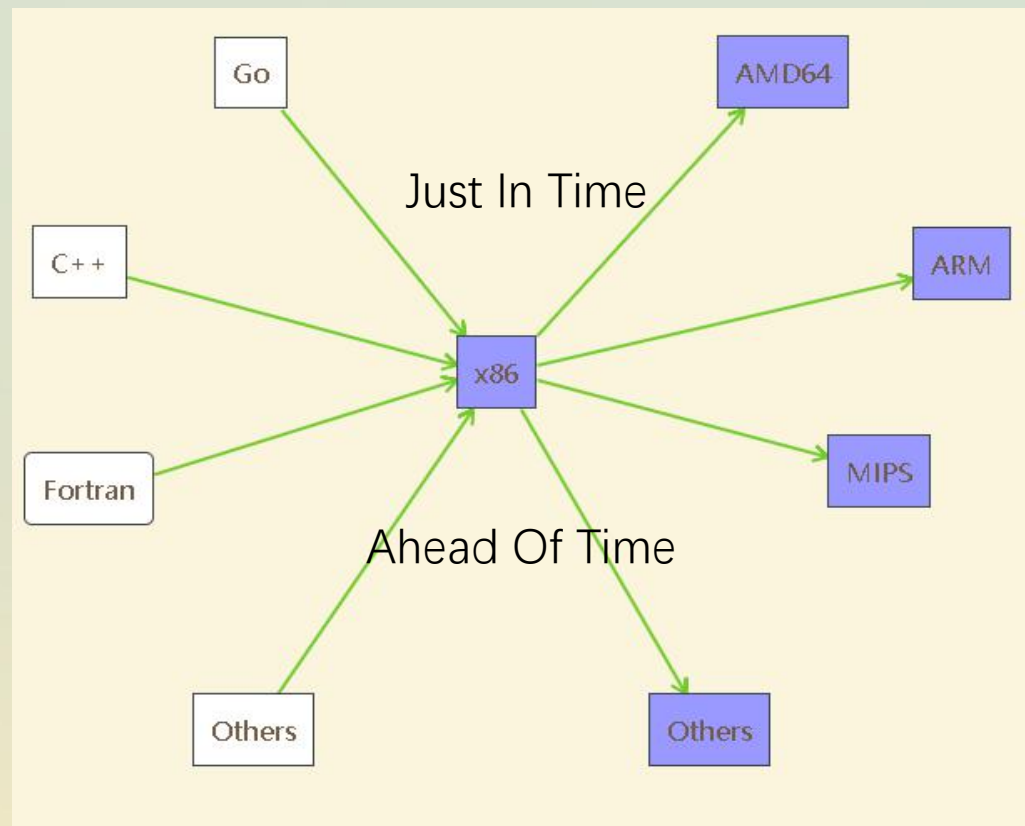 Go
AMD64
Just In Time
C++
ARM
x86
MIPS
Fortran
Ahead Of Time
Others
Others